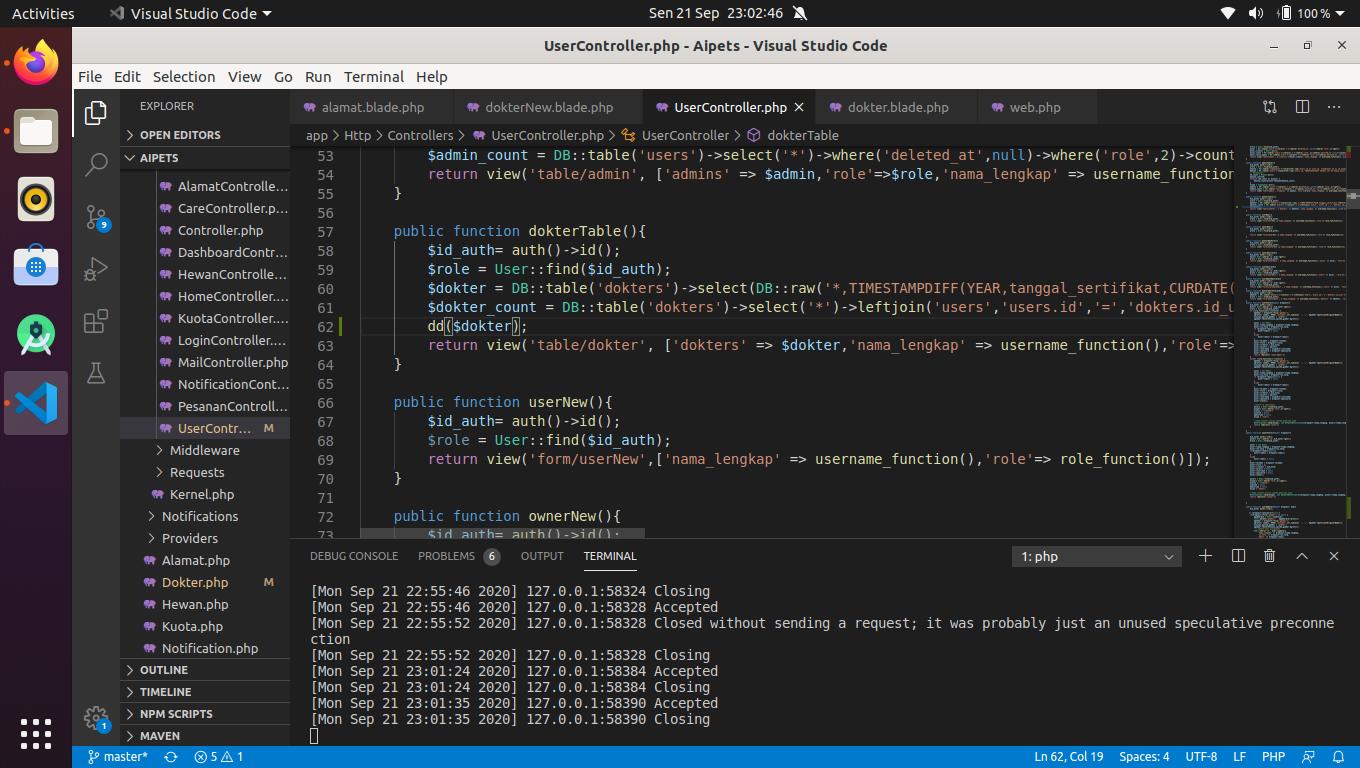 Activities
Visual Studio Code
Sen 21 Sep 23:02:46
100 %
UserController.php - Aipets - Visual Studio Code
File Edit Selection View Go Run Terminal Help
EXPLORER
OPEN EDITORS
AIPETS
AlamatControlle...
CareController.p...
Controller.php
DashboardContr...
HewanControlle...
HomeController....
KuotaController....
LoginController....
MailController.php
NotificationCont...
PesananControll...
UserContr... M
Middleware
Requests
Kernel.php
Notifications
Providers
Alamat.php
Dokter.php M
Hewan.php
Kuota.php
Notification.php
OUTLINE
TIMELINE
NPM SCRIPTS
MAVEN
9
1
alamat.blade.php dokterNew.blade.php UserController.php dokter.blade.php web.php
app > Http > Controllers > UserController.php > UserController > dokterTable
53 $admin_count = DB::table('users')->select('*')->where('deleted_at',null)->where('role',2)->count
54 return view('table/admin', ['admins' => $admin,'role'=>$role,'nama_lengkap' => username_function
55 }
56
57 public function dokterTable(){
58 $id_auth= auth()->id();
59 $role = User::find($id_auth);
60 $dokter = DB::table('dokters')->select(DB::raw('*,TIMESTAMPDIFF(YEAR,tanggal_sertifikat,CURDATE(
61 $dokter_count = DB::table('dokters')->select('*')->leftjoin('users','users.id','=','dokters.id_u
62 dd($dokter);
63 return view('table/dokter', ['dokters' => $dokter,'nama_lengkap' => username_function(),'role'=>
64 }
65
66 public function userNew(){
67 $id_auth= auth()->id();
68 $role = User::find($id_auth);
69 return view('form/userNew',['nama_lengkap' => username_function(),'role'=> role_function()]);
70 }
71
72 public function ownerNew(){
73 $id_auth= auth()->id();
DEBUG CONSOLE PROBLEMS 6 OUTPUT TERMINAL
1: php
[Mon Sep 21 22:55:46 2020] 127.0.0.1:58324 Closing
[Mon Sep 21 22:55:46 2020] 127.0.0.1:58328 Accepted
[Mon Sep 21 22:55:52 2020] 127.0.0.1:58328 Closed without sending a request; it was probably just an unused speculative preconne
ction
[Mon Sep 21 22:55:52 2020] 127.0.0.1:58328 Closing
[Mon Sep 21 23:01:24 2020] 127.0.0.1:58384 Accepted
[Mon Sep 21 23:01:24 2020] 127.0.0.1:58384 Closing
[Mon Sep 21 23:01:35 2020] 127.0.0.1:58390 Accepted
[Mon Sep 21 23:01:35 2020] 127.0.0.1:58390 Closing
master* 5 1
Ln 62, Col 19 Spaces: 4 UTF-8 LF PHP